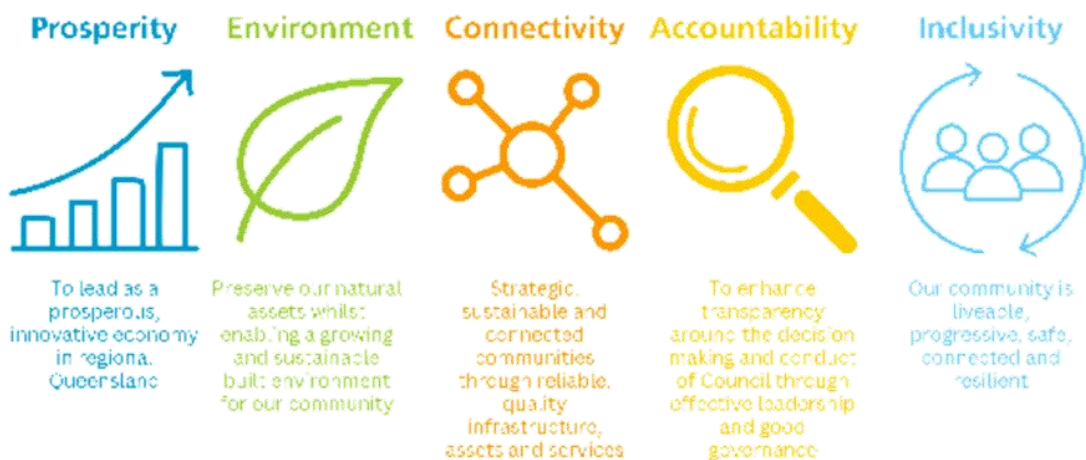 Prosperity
To lead as a
prosperous,
innovative economy
in regional
Queensland
Environment
Preserve our natural
assets whilst
enabling a growing
and sustainable
built environment
for our community
Connectivity
Strategic,
sustainable and
connected
communities
through reliable,
quality
infrastructure,
assets and services
Accountability
To enhance
transparency
around the decision
making and conduct
of Council through
effective leadership
and good
governance
Inclusivity
Our community is
liveable,
progressive, safe,
connected and
resilient